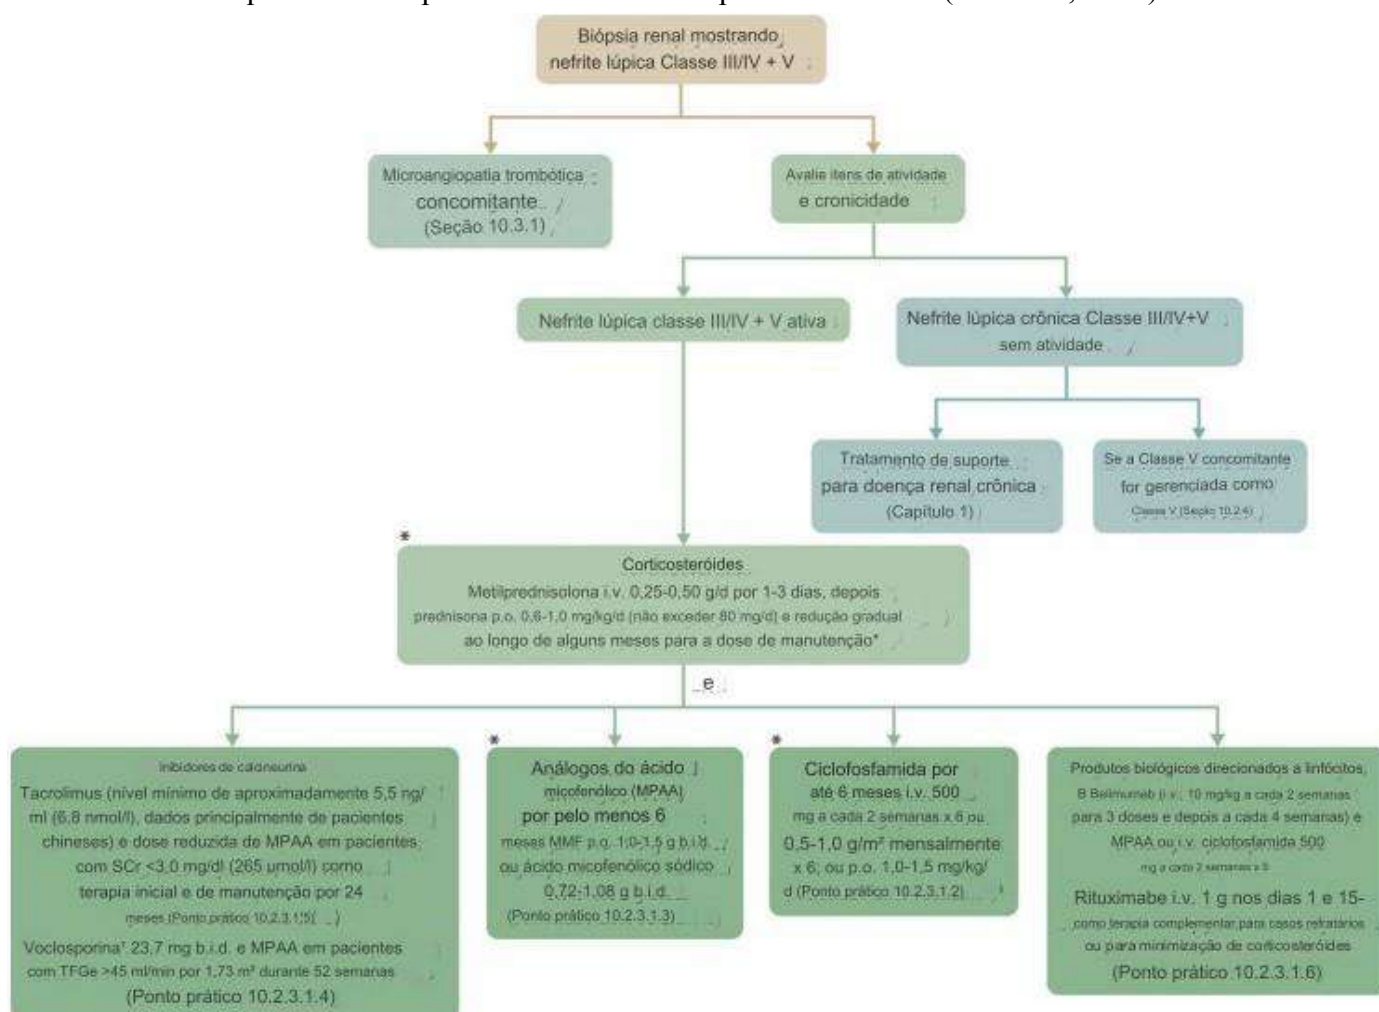 Biópsia renal mostrando
nefrite lúpica Classe III/IV + V
Microangiopatia trombótica
concomitante
(Seção 10.3.1)
Avalie itens de atividade
e cronicidade
Nefrite lúpica classe III/IV + V ativa
Nefrite lúpica crônica Classe III/IV+V
sem atividade
Tratamento de suporte
para doença renal crônica
(Capítulo 1)
Se a Classe V concomitante
for gerenciada como
Classe V (Seção 10.2.4)
*
Corticosteróides
Metilprednisolona i.v. 0,25-0,50 g/d por 1-3 dias, depois
prednisona p.o. 0,6-1,0 mg/kg/d (não exceder 80 mg/d) e redução gradual
ao longo de alguns meses para a dose de manutenção*
e
Inibidores de calcineurina
Tacrolimus (nível mínimo de aproximadamente 5,5 ng/
ml (6,8 nmol/l), dados principalmente de pacientes
chineses) e dose reduzida de MPAA em pacientes
com SCr <3,0 mg/dl (265 µmol/l) como
terapia inicial e de manutenção por 24
meses (Ponto prático 10.2.3.1.5)
Voclosporina† 23,7 mg b.i.d. e MPAA em pacientes
com TFGe >45 ml/min por 1,73 m² durante 52 semanas
(Ponto prático 10.2.3.1.4)
*
Análogos do ácido
micofenólico (MPAA)
por pelo menos 6
meses MMF p.o. 1,0-1,5 g b.i.d.
ou ácido micofenólico sódico
0,72-1,08 g b.i.d.
(Ponto prático 10.2.3.1.3)
*
Ciclofosfamida por
até 6 meses i.v. 500
mg a cada 2 semanas x 6 ou
0,5-1,0 g/m² mensalmente
x 6; ou p.o. 1,0-1,5 mg/kg/
d (Ponto prático 10.2.3.1.2)
Produtos biológicos direcionados a linfócitos
B Belimumab (i.v., 10 mg/kg a cada 2 semanas
para 3 doses e depois a cada 4 semanas) e
MPAA ou i.v. ciclofosfamida 500
mg a cada 2 semanas x
Rituximabe i.v. 1 g nos dias 1 e 15-
como terapia complementar para casos refratários
ou para minimização de corticosteróides
(Ponto prático 10.2.3.1.6)